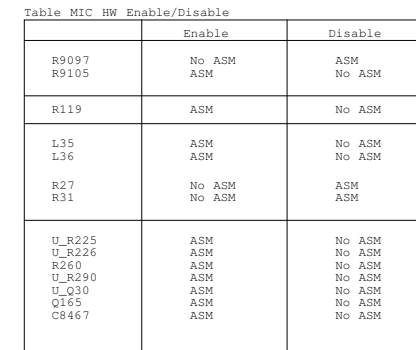 Table MIC HW Enable/Disable
Enable Disable
R9097 No ASM ASM
R9105 ASM No ASM
R119 ASM No ASM
L35 ASM No ASM
L36 ASM No ASM
R27 No ASM ASM
R31 No ASM ASM
U_R225 ASM No ASM
U_R226 ASM No ASM
R260 ASM No ASM
U_R290 ASM No ASM
U_Q30 ASM No ASM
Q165 ASM No ASM
C8467 ASM No ASM